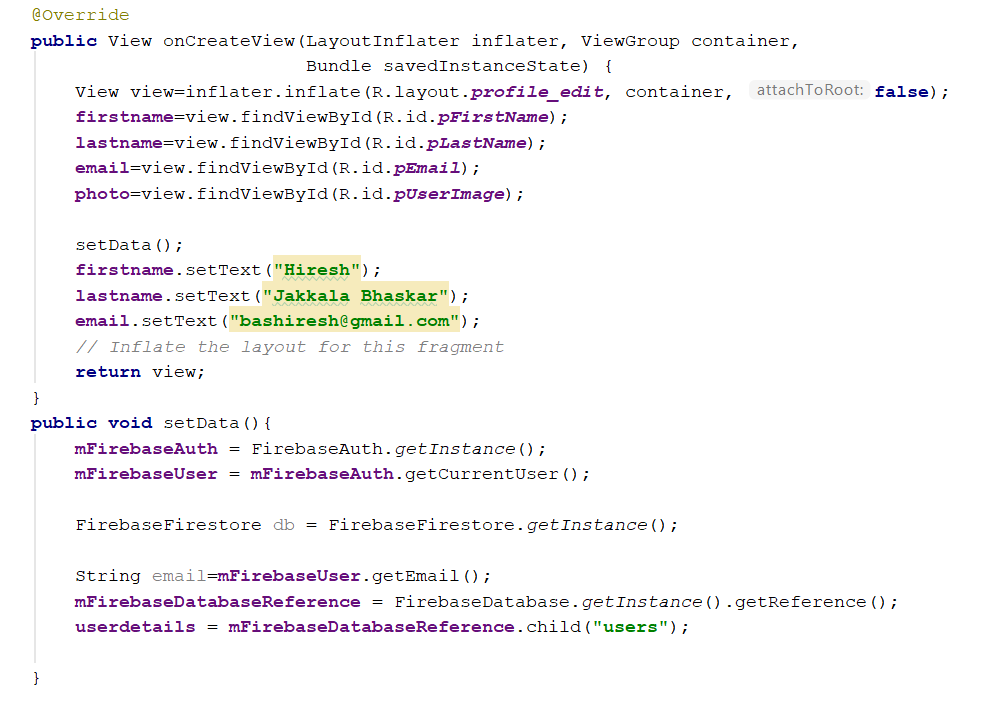 @Override
public View onCreateView(LayoutInflater inflater, ViewGroup container,
                         Bundle savedInstanceState) {
    View view=inflater.inflate(R.layout.profile_edit, container, attachToRoot: false);
    firstname=view.findViewById(R.id.pFirstName);
    lastname=view.findViewById(R.id.pLastName);
    email=view.findViewById(R.id.pEmail);
    photo=view.findViewById(R.id.pUserImage);

    setData();
    firstname.setText("Hiresh");
    lastname.setText("Jakkala Bhaskar");
    email.setText("bashiresh@gmail.com");
    // Inflate the layout for this fragment
    return view;
}
public void setData(){
    mFirebaseAuth = FirebaseAuth.getInstance();
    mFirebaseUser = mFirebaseAuth.getCurrentUser();

    FirebaseFirestore db = FirebaseFirestore.getInstance();

    String email=mFirebaseUser.getEmail();
    mFirebaseDatabaseReference = FirebaseDatabase.getInstance().getReference();
    userdetails = mFirebaseDatabaseReference.child("users");

}